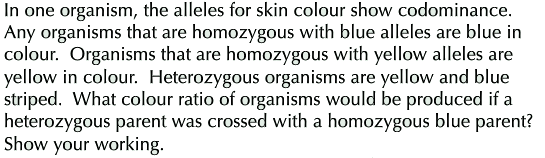 In one organism, the alleles for skin colour show codominance.
Any organisms that are homozygous with blue alleles are blue in
colour.  Organisms that are homozygous with yellow alleles are
yellow in colour.  Heterozygous organisms are yellow and blue
striped.  What colour ratio of organisms would be produced if a
heterozygous parent was crossed with a homozygous blue parent?
Show your working.